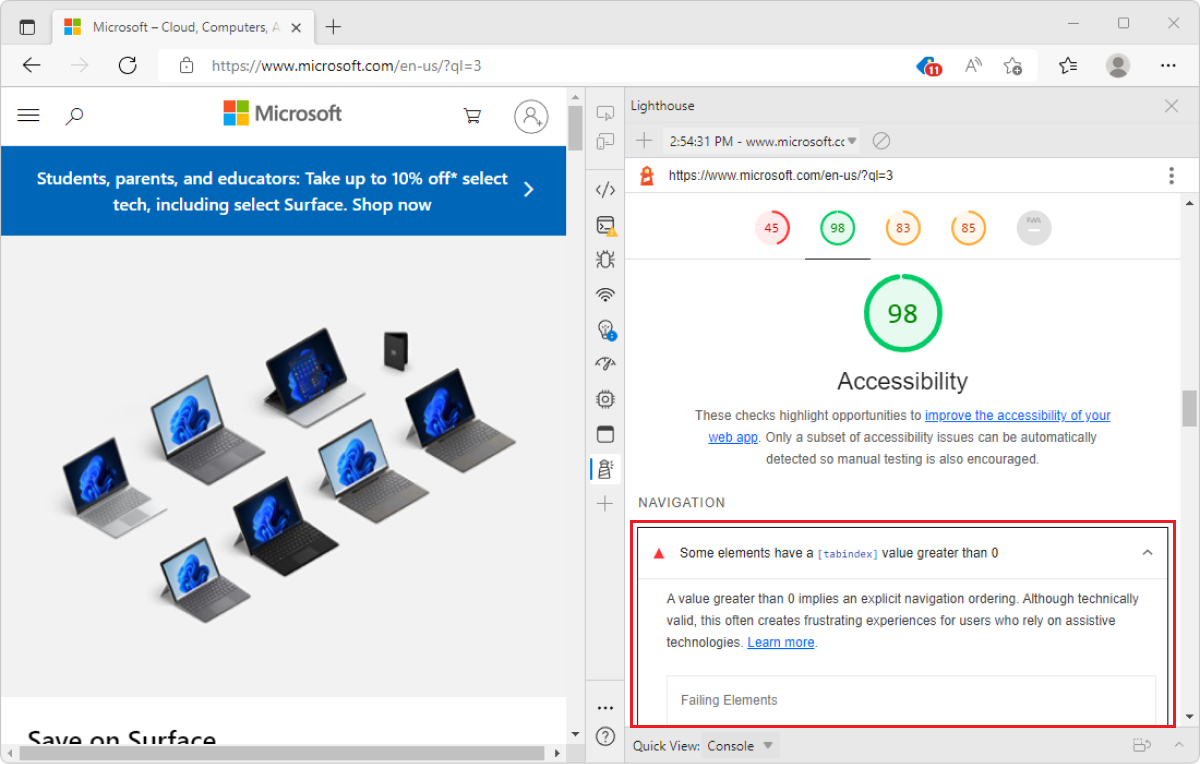 Microsoft – Cloud, Computers, A
https://www.microsoft.com/en-us/?ql=3
11
Microsoft
Students, parents, and educators: Take up to 10% off* select
tech, including select Surface. Shop now
Save on Surface
Lighthouse
2:54:31 PM - www.microsoft.cc
https://www.microsoft.com/en-us/?ql=3
45
98
83
85
PWA
98
Accessibility
These checks highlight opportunities to improve the accessibility of your
web app. Only a subset of accessibility issues can be automatically
detected so manual testing is also encouraged.
NAVIGATION
Some elements have a [tabindex] value greater than 0
A value greater than 0 implies an explicit navigation ordering. Although technically
valid, this often creates frustrating experiences for users who rely on assistive
technologies. Learn more.
Failing Elements
Quick View: Console